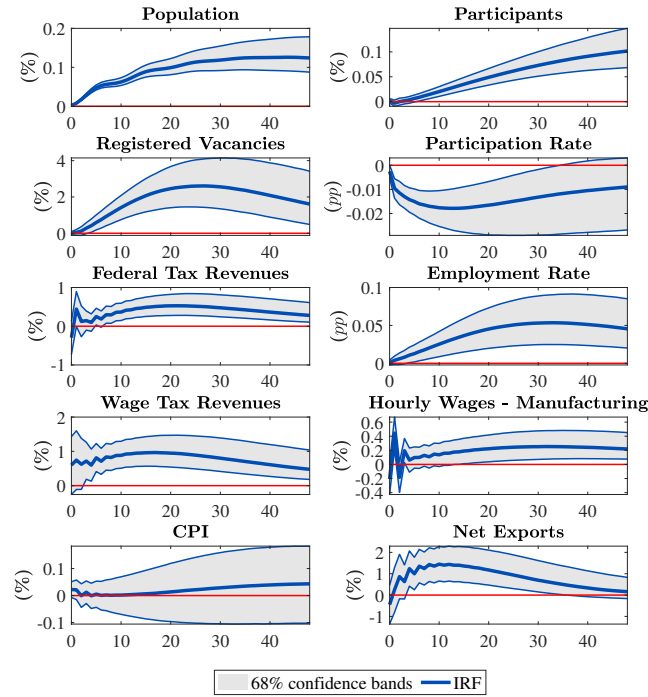 Population
Participants
(%)
0.2
0.1
0
0 10 20 30 40
(%)
0.1
0.05
0
0 10 20 30 40
Registered Vacancies
Participation Rate
(%)
4
2
0
0 10 20 30 40
(pp)
0
-0.01
-0.02
0 10 20 30 40
Federal Tax Revenues
Employment Rate
(%)
1
0
-1
0 10 20 30 40
(pp)
0.1
0.05
0
0 10 20 30 40
Wage Tax Revenues
Hourly Wages - Manufacturing
(%)
2
1
0
0 10 20 30 40
(%)
0.6
0.4
0.2
0
-0.2
-0.4
0 10 20 30 40
CPI
Net Exports
(%)
0.1
0
-0.1
0 10 20 30 40
(%)
2
1
0
-1
0 10 20 30 40
68% confidence bands IRF